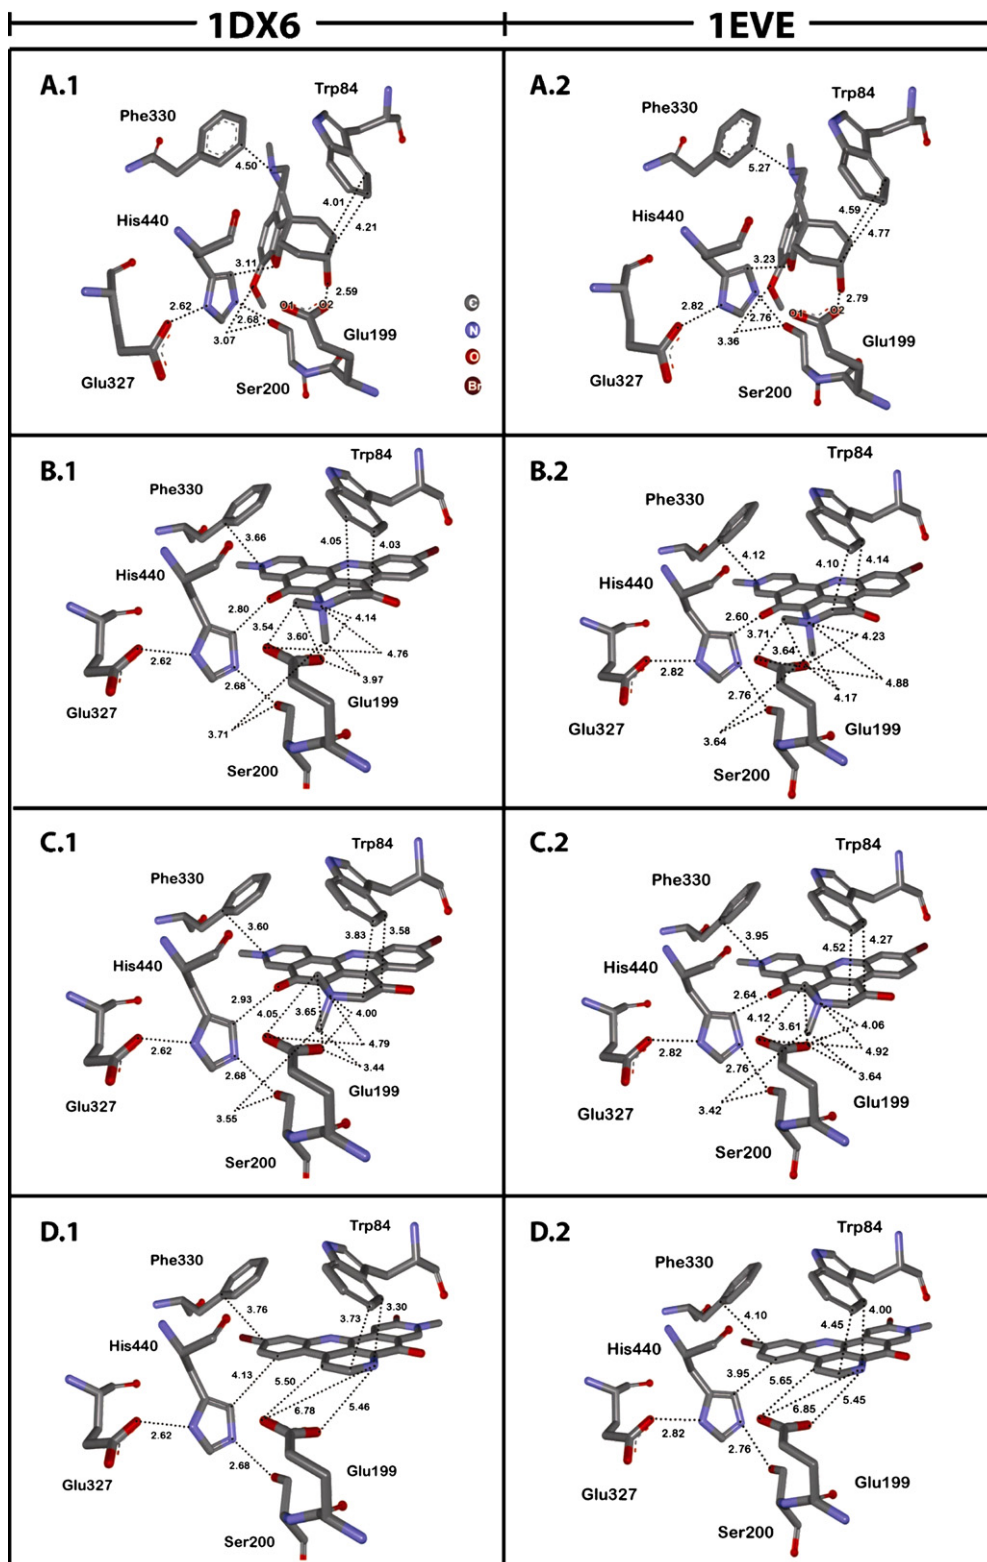 1DX6 1EVE
A.1
Trp84
Phe330
4.50
4.01
4.21
His440
3.11
2.59
2.62
O1 O2
2.68
3.07
Glu199
Glu327
Ser200
C
N
O
Br
A.2
Trp84
Phe330
5.27
4.59
4.77
His440
3.23
2.79
2.82
2.76
O1 O2
3.36
Glu199
Glu327
Ser200
B.1
Trp84
Phe330
3.66
4.05
4.03
His440
2.80
4.14
3.54
3.60
4.76
2.62
3.97
2.68
Glu199
Glu327
3.71
Ser200
B.2
Trp84
Phe330
4.12
4.10
4.14
His440
2.60
3.71
4.23
3.64
2.82
4.88
2.76
4.17
Glu327
3.64
Glu199
Ser200
C.1
Trp84
Phe330
3.60
3.83
3.58
His440
2.93
4.05
3.65
4.00
4.79
2.62
3.44
2.68
Glu199
Glu327
3.55
Ser200
C.2
Trp84
Phe330
3.95
4.52
4.27
His440
2.64
4.12
3.61
4.06
2.82
4.92
2.76
3.64
Glu327
3.42
Glu199
Ser200
D.1
Trp84
Phe330
3.76
3.73
3.30
His440
4.13
5.50
6.78
5.46
2.62
2.68
Glu199
Glu327
Ser200
D.2
Trp84
Phe330
4.10
4.45
4.00
His440
3.95
5.65
5.45
6.85
2.82
2.76
Glu327
Glu199
Ser200